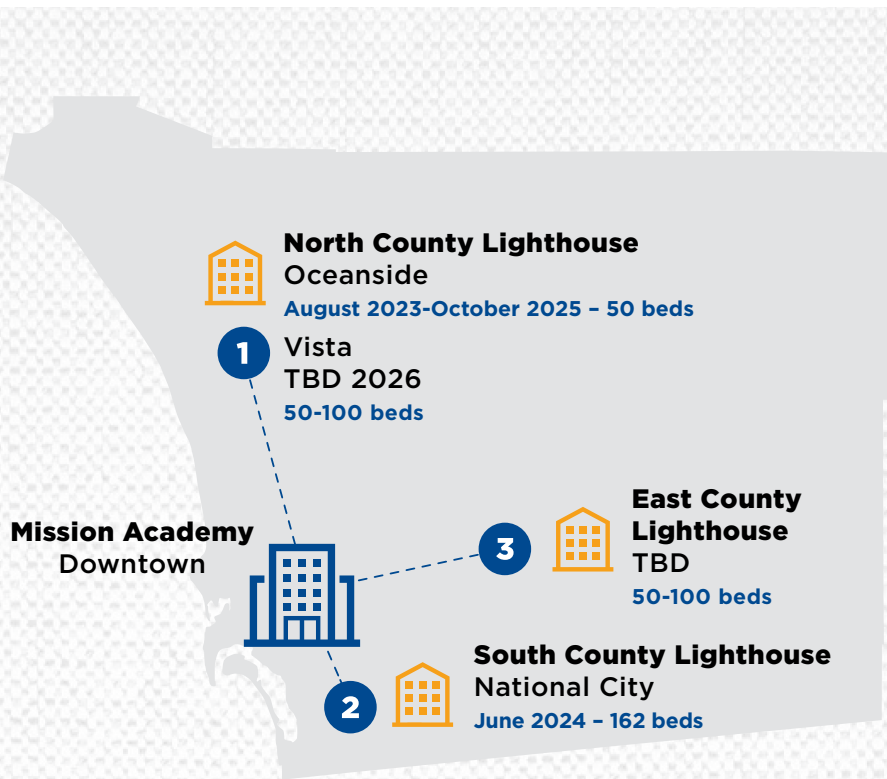 North County Lighthouse
Oceanside
August 2023-October 2025 – 50 beds
1
Vista
TBD 2026
50-100 beds
Mission Academy
Downtown
3
East County
Lighthouse
TBD
50-100 beds
2
South County Lighthouse
National City
June 2024 – 162 beds